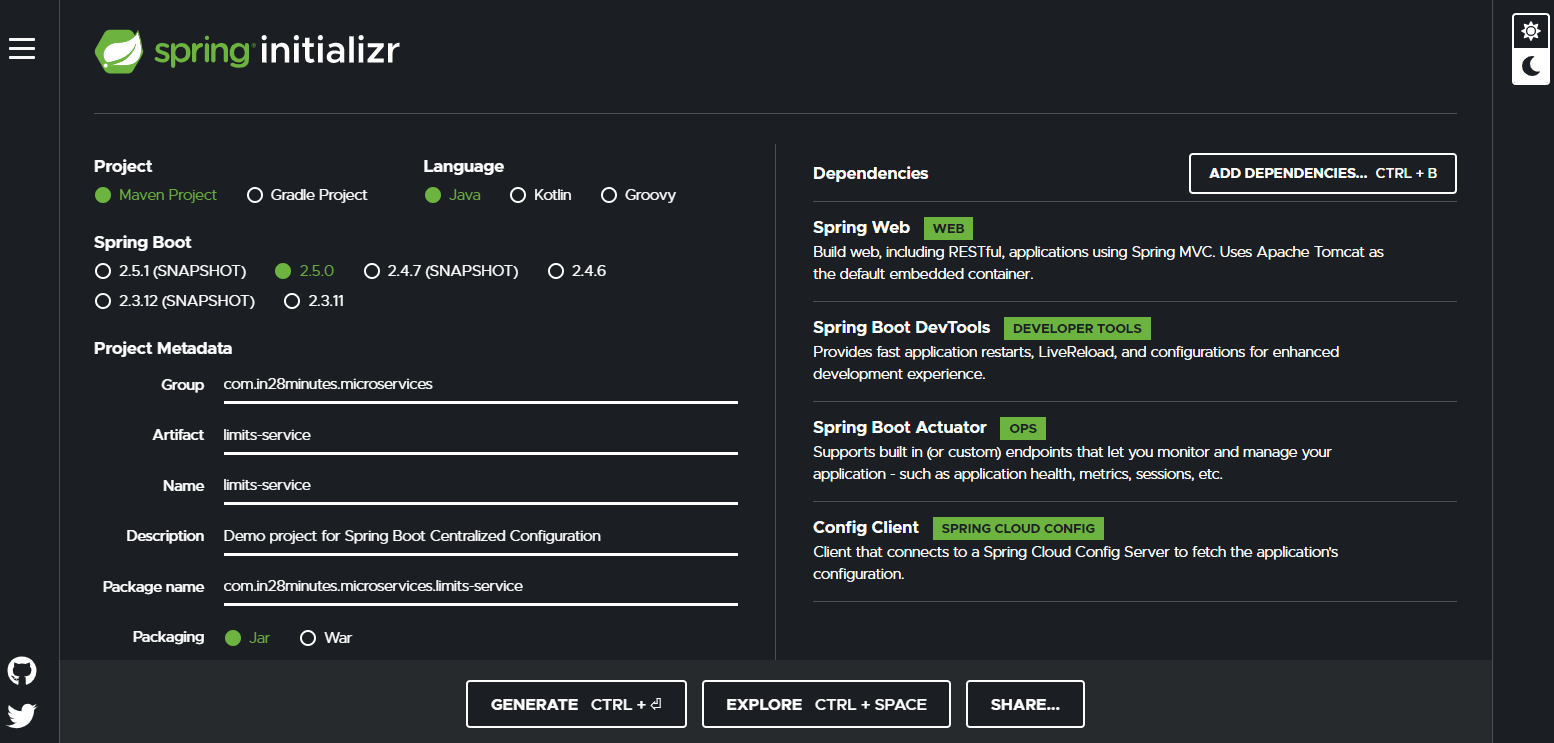 spring initializr
Project
Maven Project Gradle Project
Language
Java Kotlin Groovy
Spring Boot
2.5.1 (SNAPSHOT) 2.5.0 2.4.7 (SNAPSHOT) 2.4.6
2.3.12 (SNAPSHOT) 2.3.11
Project Metadata
Group com.in28minutes.microservices
Artifact limits-service
Name limits-service
Description Demo project for Spring Boot Centralized Configuration
Package name com.in28minutes.microservices.limits-service
Packaging Jar War
Dependencies ADD DEPENDENCIES... CTRL + B
Spring Web WEB
Build web, including RESTful, applications using Spring MVC. Uses Apache Tomcat as
the default embedded container.
Spring Boot DevTools DEVELOPER TOOLS
Provides fast application restarts, LiveReload, and configurations for enhanced
development experience.
Spring Boot Actuator OPS
Supports built in (or custom) endpoints that let you monitor and manage your
application - such as application health, metrics, sessions, etc.
Config Client SPRING CLOUD CONFIG
Client that connects to a Spring Cloud Config Server to fetch the application's
configuration.
GENERATE CTRL + ⏎ EXPLORE CTRL + SPACE SHARE...